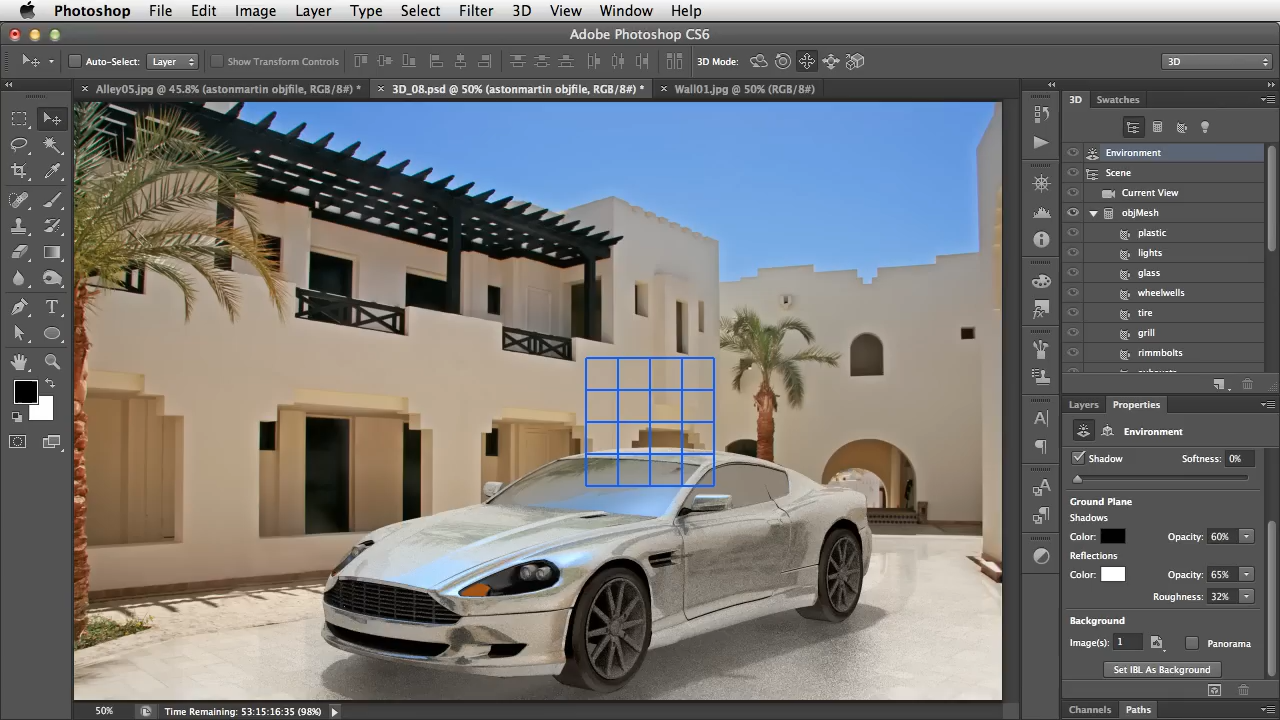 Photoshop File Edit Image Layer Type Select Filter 3D View Window Help
Adobe Photoshop CS6
Auto-Select: Layer Show Transform Controls 3D Mode: 3D
Alley05.jpg @ 45.8% (astonmartin objfile, RGB/8#) * 3D_08.psd @ 50% (astonmartin objfile, RGB/8#) * Wall01.jpg @ 50% (RGB/8#)
3D Swatches
Environment
Scene
Current View
objMesh
plastic
lights
glass
wheelwells
tire
grill
rimmbolts
Layers Properties
Environment
Shadow Softness: 0%
Ground Plane
Shadows
Color: Opacity: 60%
Reflections
Color: Opacity: 65%
Roughness: 32%
Background
Image(s): 1 Panorama
Set IBL As Background
Channels Paths
50% Time Remaining: 53:15:16:35 (98%)